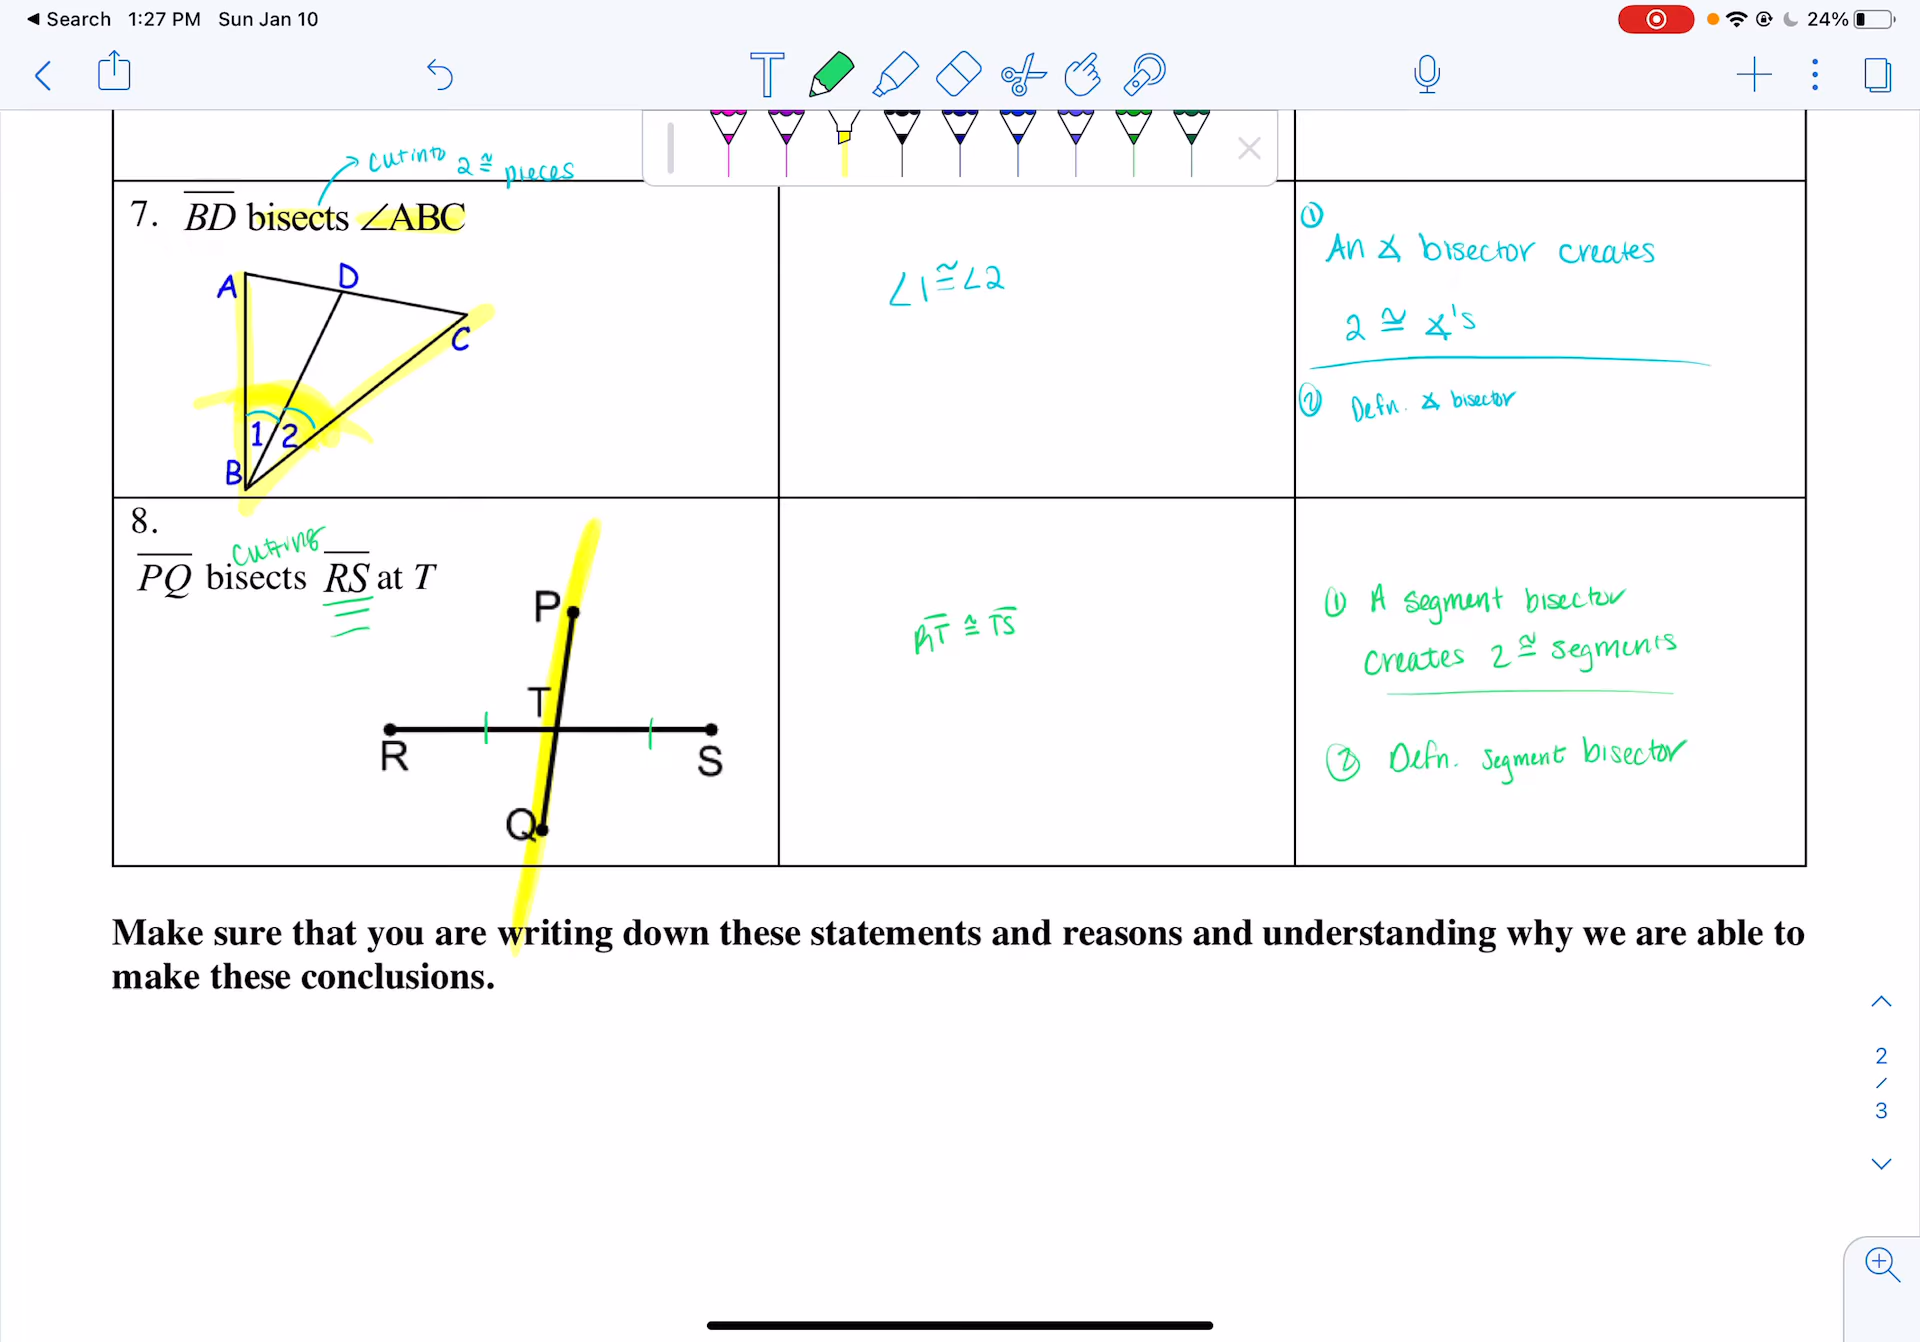 Search 1:27 PM Sun Jan 10
24%
T
cut into 2 ≅ pieces
7. BD bisects ∠ABC
A
D
C
1 2
B
∠1 ≅ ∠2
①
An ∡ bisector creates
2 ≅ ∡'s
② Defn. ∡ bisector
8.
cutting
PQ bisects RS at T
P
T
R
S
Q
RT ≅ TS
① A segment bisector
creates 2 ≅ segments
② Defn. segment bisector
Make sure that you are writing down these statements and reasons and understanding why we are able to
make these conclusions.
2
/
3